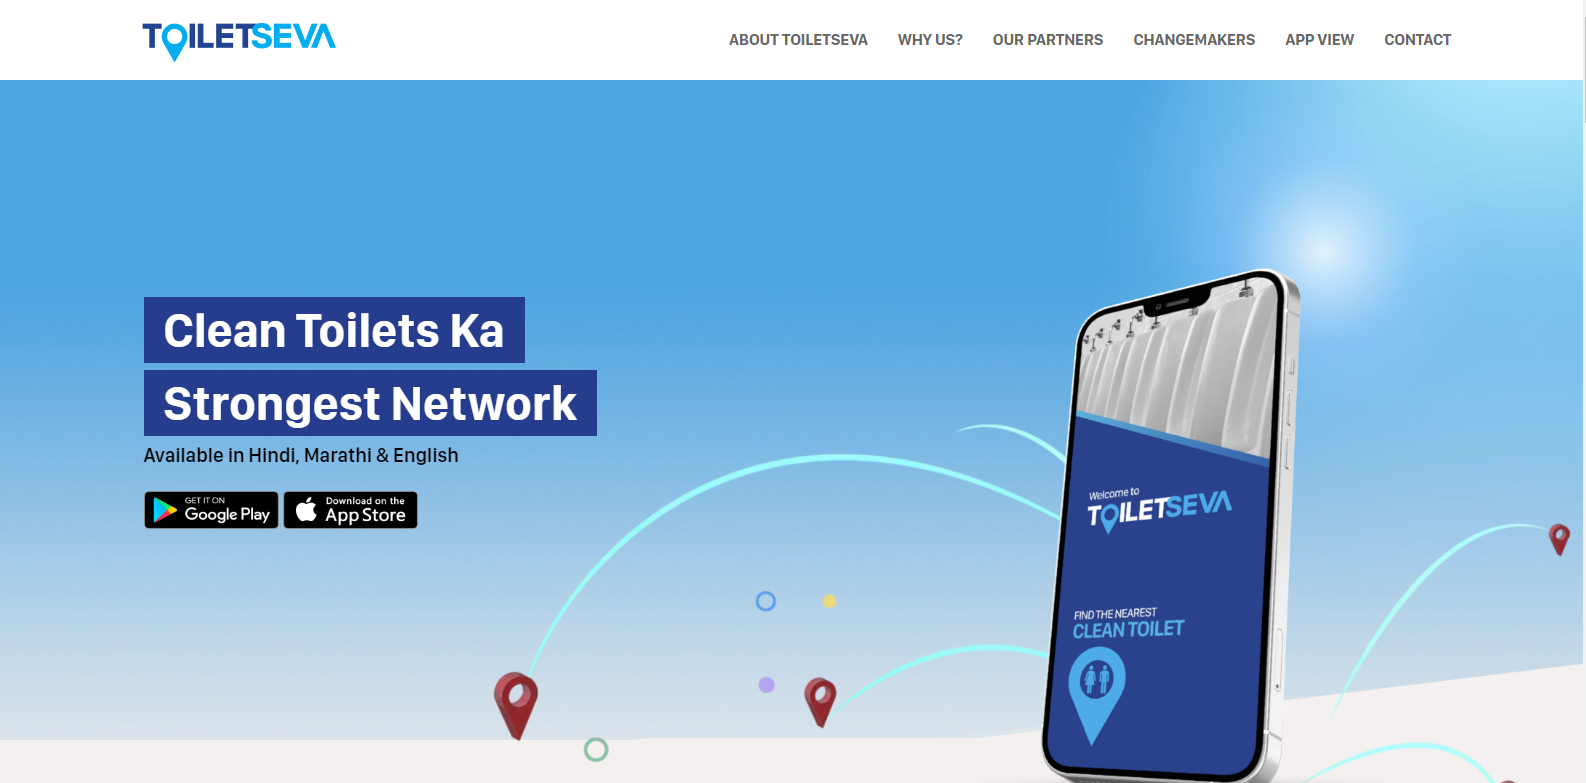 TOILETSEVA
ABOUT TOILETSEVA WHY US? OUR PARTNERS CHANGEMAKERS APP VIEW CONTACT
Clean Toilets Ka
Strongest Network
Available in Hindi, Marathi & English
GET IT ON
Google Play
Download on the
App Store
Welcome to
TOILETSEVA
FIND THE NEAREST
CLEAN TOILET